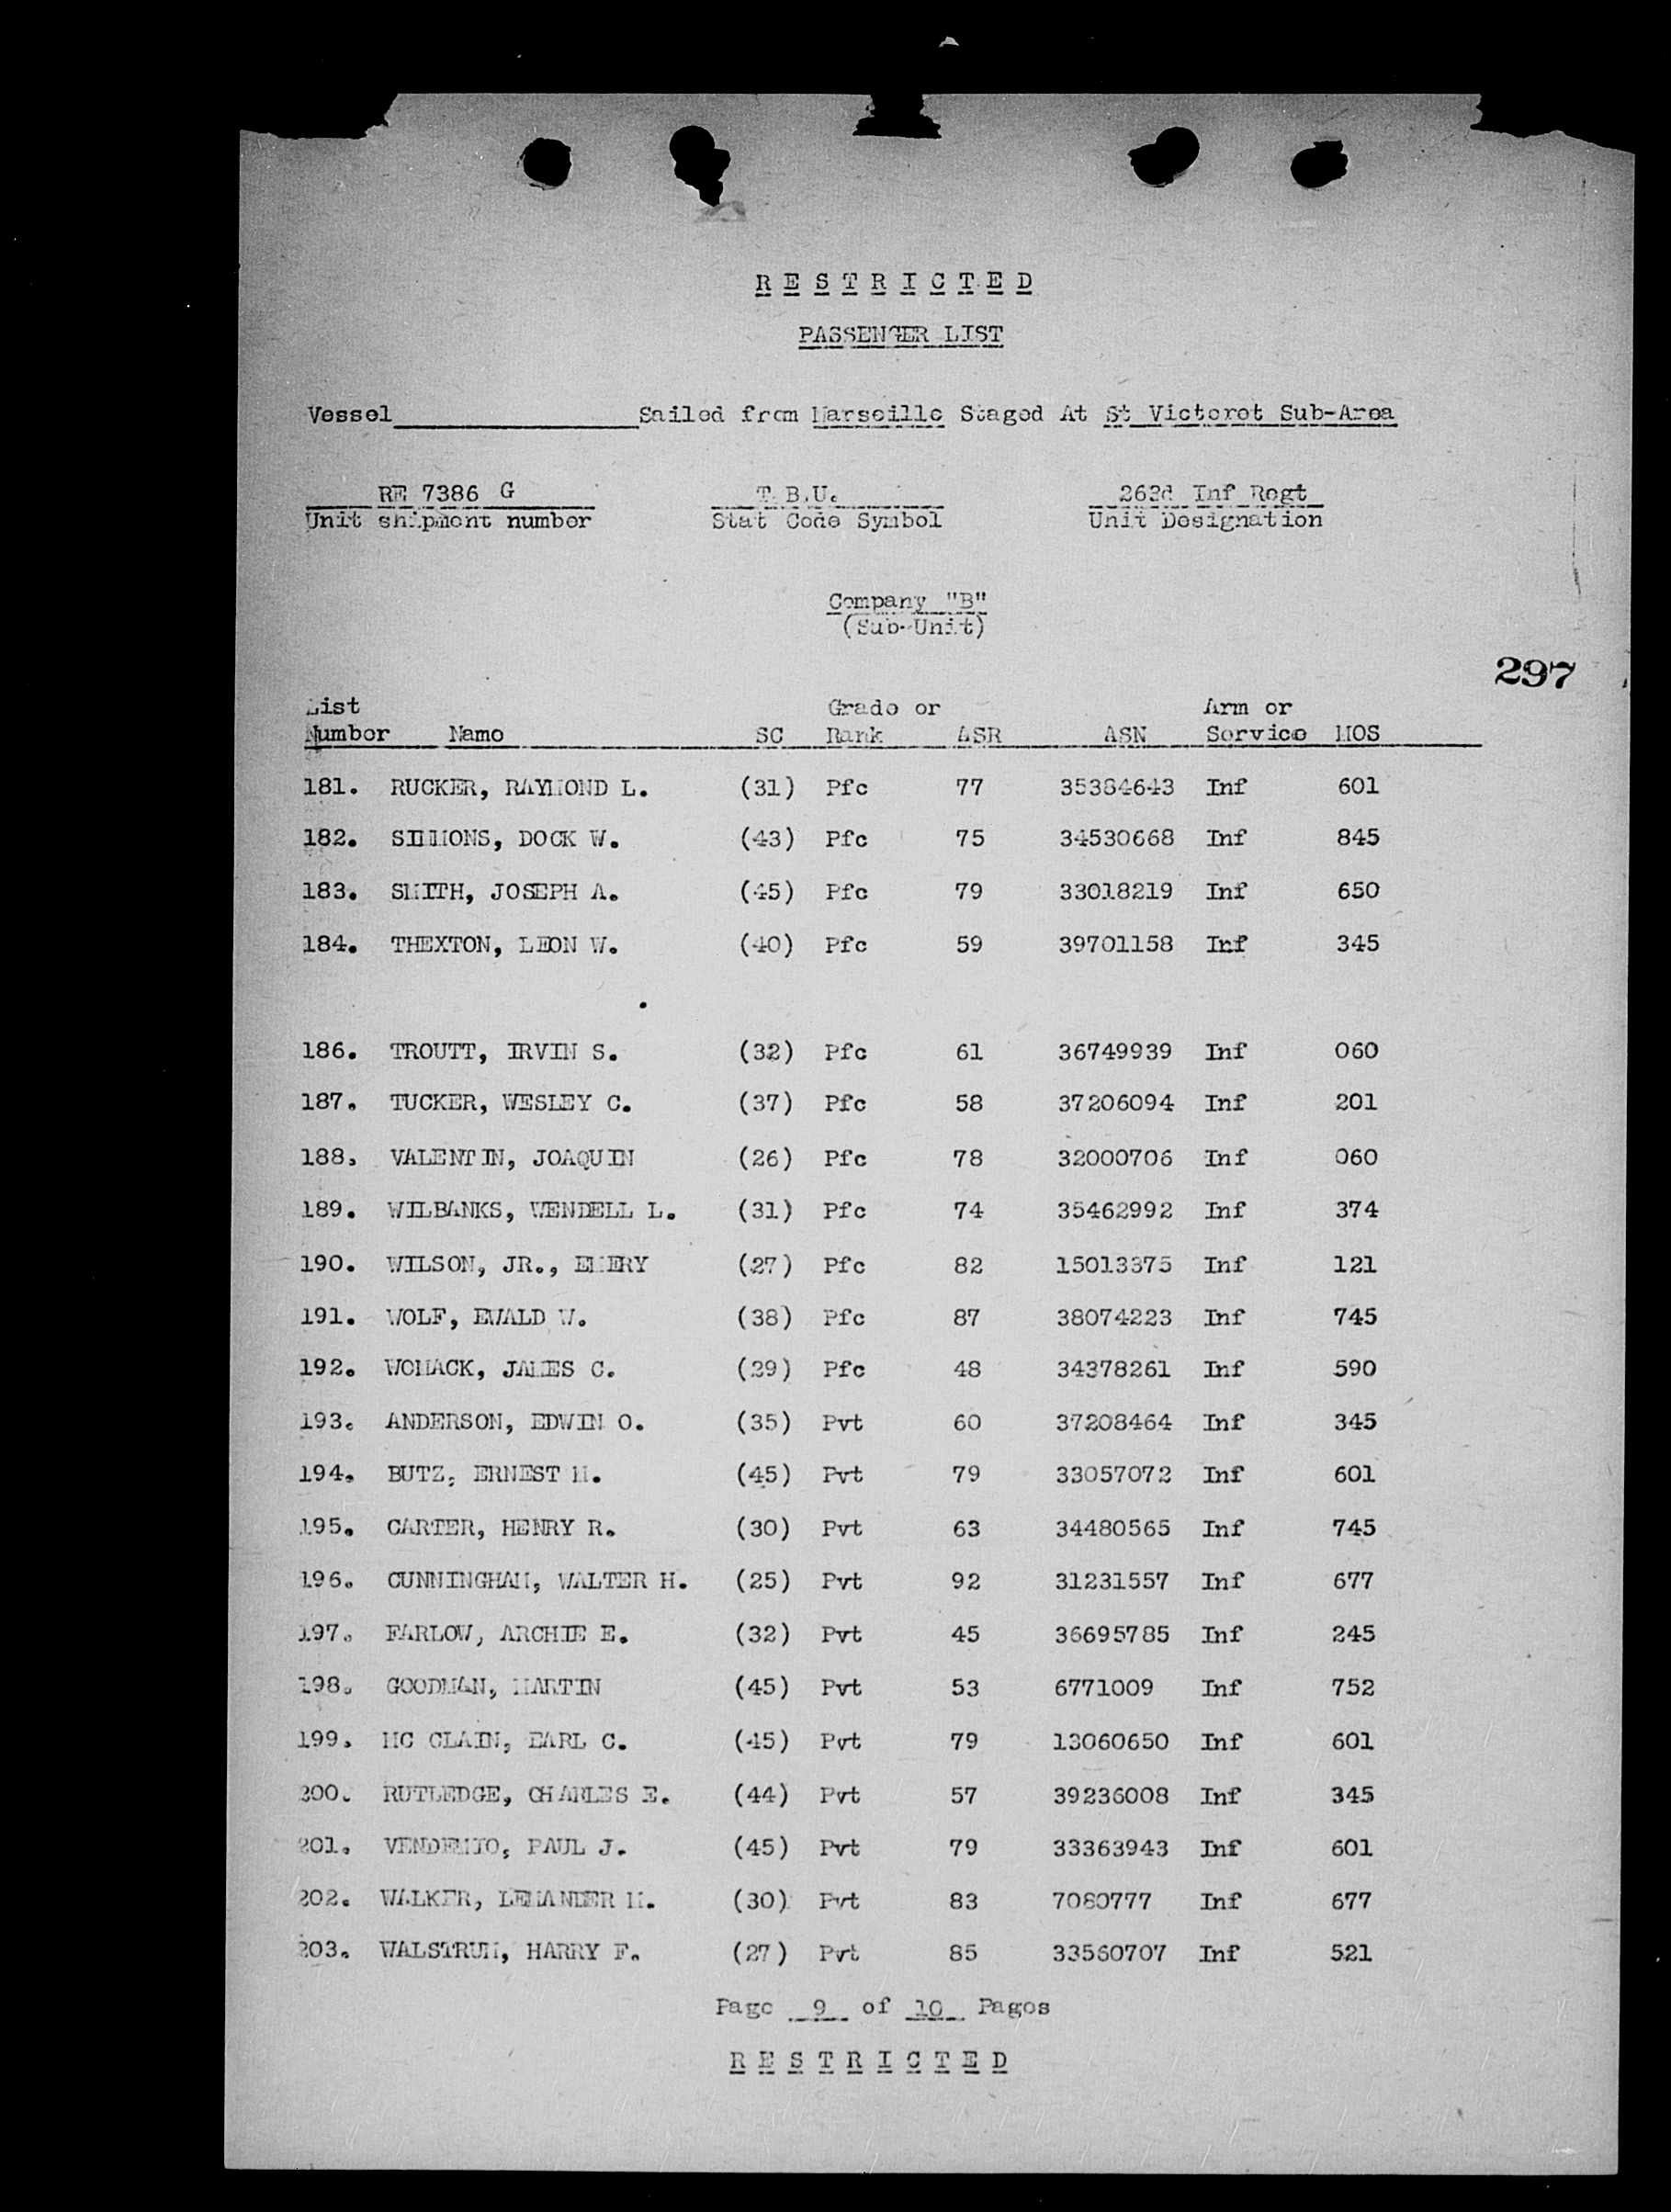 RESTRICTED
PASSENGER LIST
Vessel____________Sailed from Marseille Staged At St Victoret Sub-Area
RE 7386 G T.B.U. 263d Inf Regt
Unit shipment number Stat Code Symbol Unit Designation
Company "B"
(Sub-Unit)
297
List Grade or Arm or
Number Name SC Rank ASR ASN Service MOS
181. RUCKER, RAYMOND L. (31) Pfc 77 35384643 Inf 601
182. SIMMONS, DOCK W. (43) Pfc 75 34530668 Inf 845
183. SMITH, JOSEPH A. (45) Pfc 79 33018219 Inf 650
184. THEXTON, LEON W. (40) Pfc 59 39701158 Inf 345
186. TROUTT, IRVIN S. (32) Pfc 61 36749939 Inf 060
187. TUCKER, WESLEY C. (37) Pfc 58 37206094 Inf 201
188. VALENTIN, JOAQUIN (26) Pfc 78 32000706 Inf 060
189. WILBANKS, WENDELL L. (31) Pfc 74 35462992 Inf 374
190. WILSON, JR., EMERY (27) Pfc 82 15013375 Inf 121
191. WOLF, EWALD W. (38) Pfc 87 38074223 Inf 745
192. WOMACK, JAMES C. (29) Pfc 48 34378261 Inf 590
193. ANDERSON, EDWIN O. (35) Pvt 60 37208464 Inf 345
194. BUTZ, ERNEST M. (45) Pvt 79 33057072 Inf 601
195. CARTER, HENRY R. (30) Pvt 63 34480565 Inf 745
196. CUNNINGHAM, WALTER H. (25) Pvt 92 31231557 Inf 677
197. FARLOW, ARCHIE E. (32) Pvt 45 36695785 Inf 245
198. GOODMAN, MARTIN (45) Pvt 53 6771009 Inf 752
199. MC CLAIN, EARL C. (45) Pvt 79 13060650 Inf 601
200. RUTLEDGE, CHARLES E. (44) Pvt 57 39236008 Inf 345
201. VENDEMIO, PAUL J. (45) Pvt 79 33363943 Inf 601
202. WALKER, LEMANDER M. (30) Pvt 83 7080777 Inf 677
203. WALSTRUM, HARRY F. (27) Pvt 85 33560707 Inf 521
Page 9 of 10 Pages
RESTRICTED